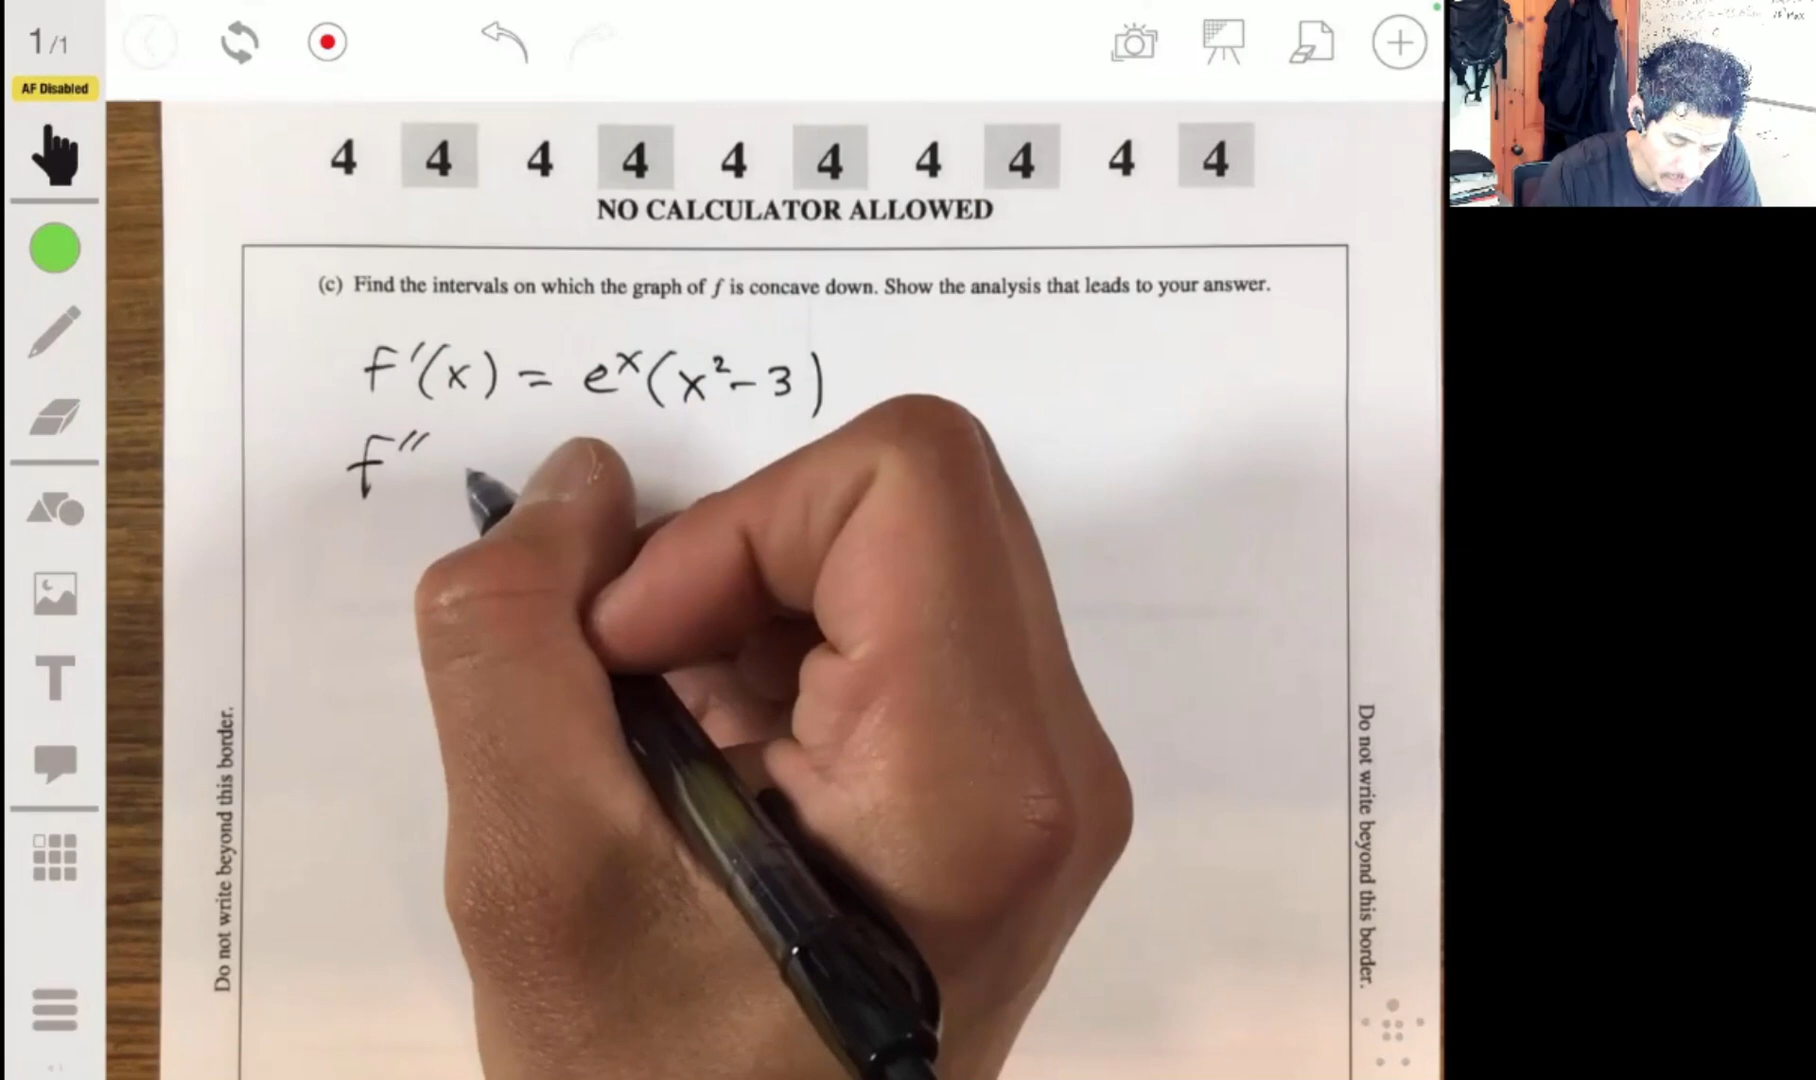 1/1
AF Disabled
4 4 4 4 4 4 4 4 4 4
NO CALCULATOR ALLOWED
(c) Find the intervals on which the graph of f is concave down. Show the analysis that leads to your answer.
f'(x) = eˣ(x²-3)
f''
T
Do not write beyond this border.
Do not write beyond this border.